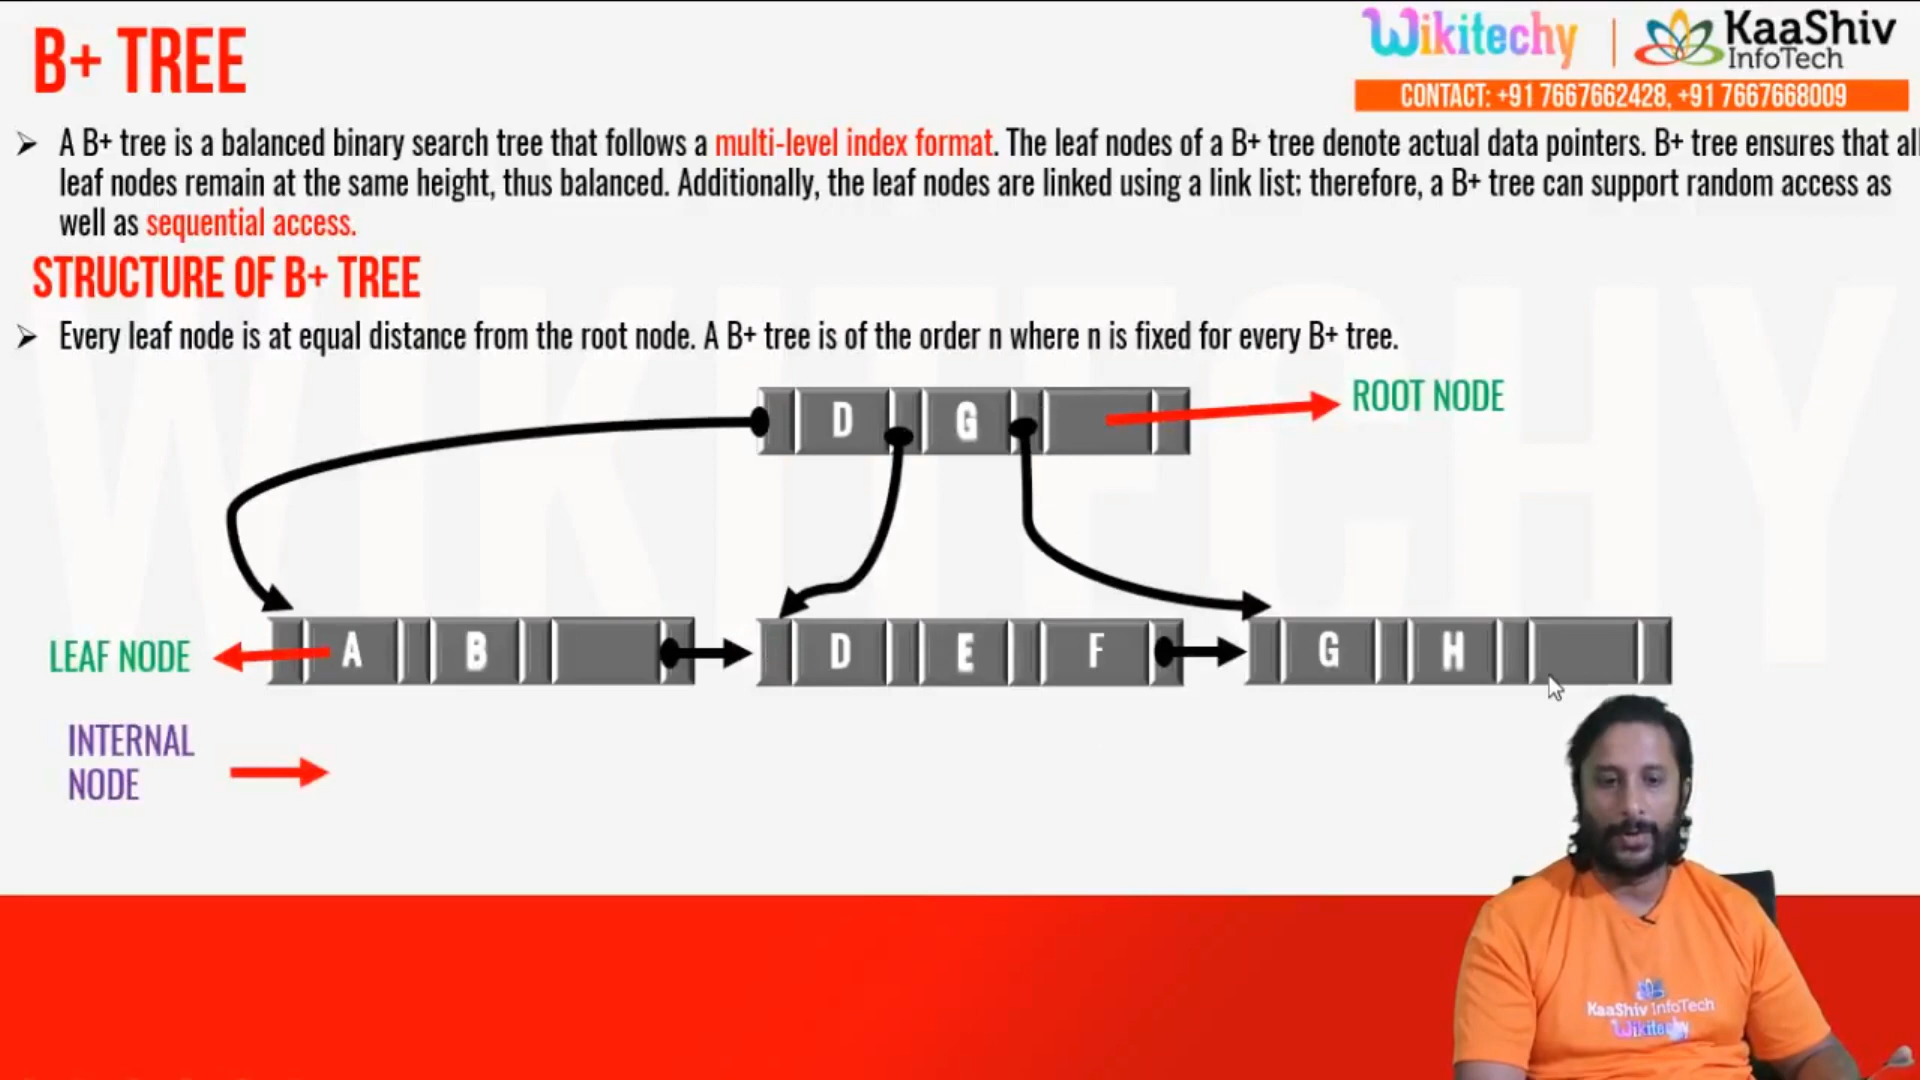 B+ TREE
Wikitechy
KaaShiv
InfoTech
CONTACT: +91 7667662428, +91 7667668009
A B+ tree is a balanced binary search tree that follows a multi-level index format. The leaf nodes of a B+ tree denote actual data pointers. B+ tree ensures that all
leaf nodes remain at the same height, thus balanced. Additionally, the leaf nodes are linked using a link list; therefore, a B+ tree can support random access as
well as sequential access.
STRUCTURE OF B+ TREE
Every leaf node is at equal distance from the root node. A B+ tree is of the order n where n is fixed for every B+ tree.
D G
ROOT NODE
LEAF NODE
A B
D E F
G H
INTERNAL
NODE
WIKITECHY
KaaShiv InfoTech
Wikitechy